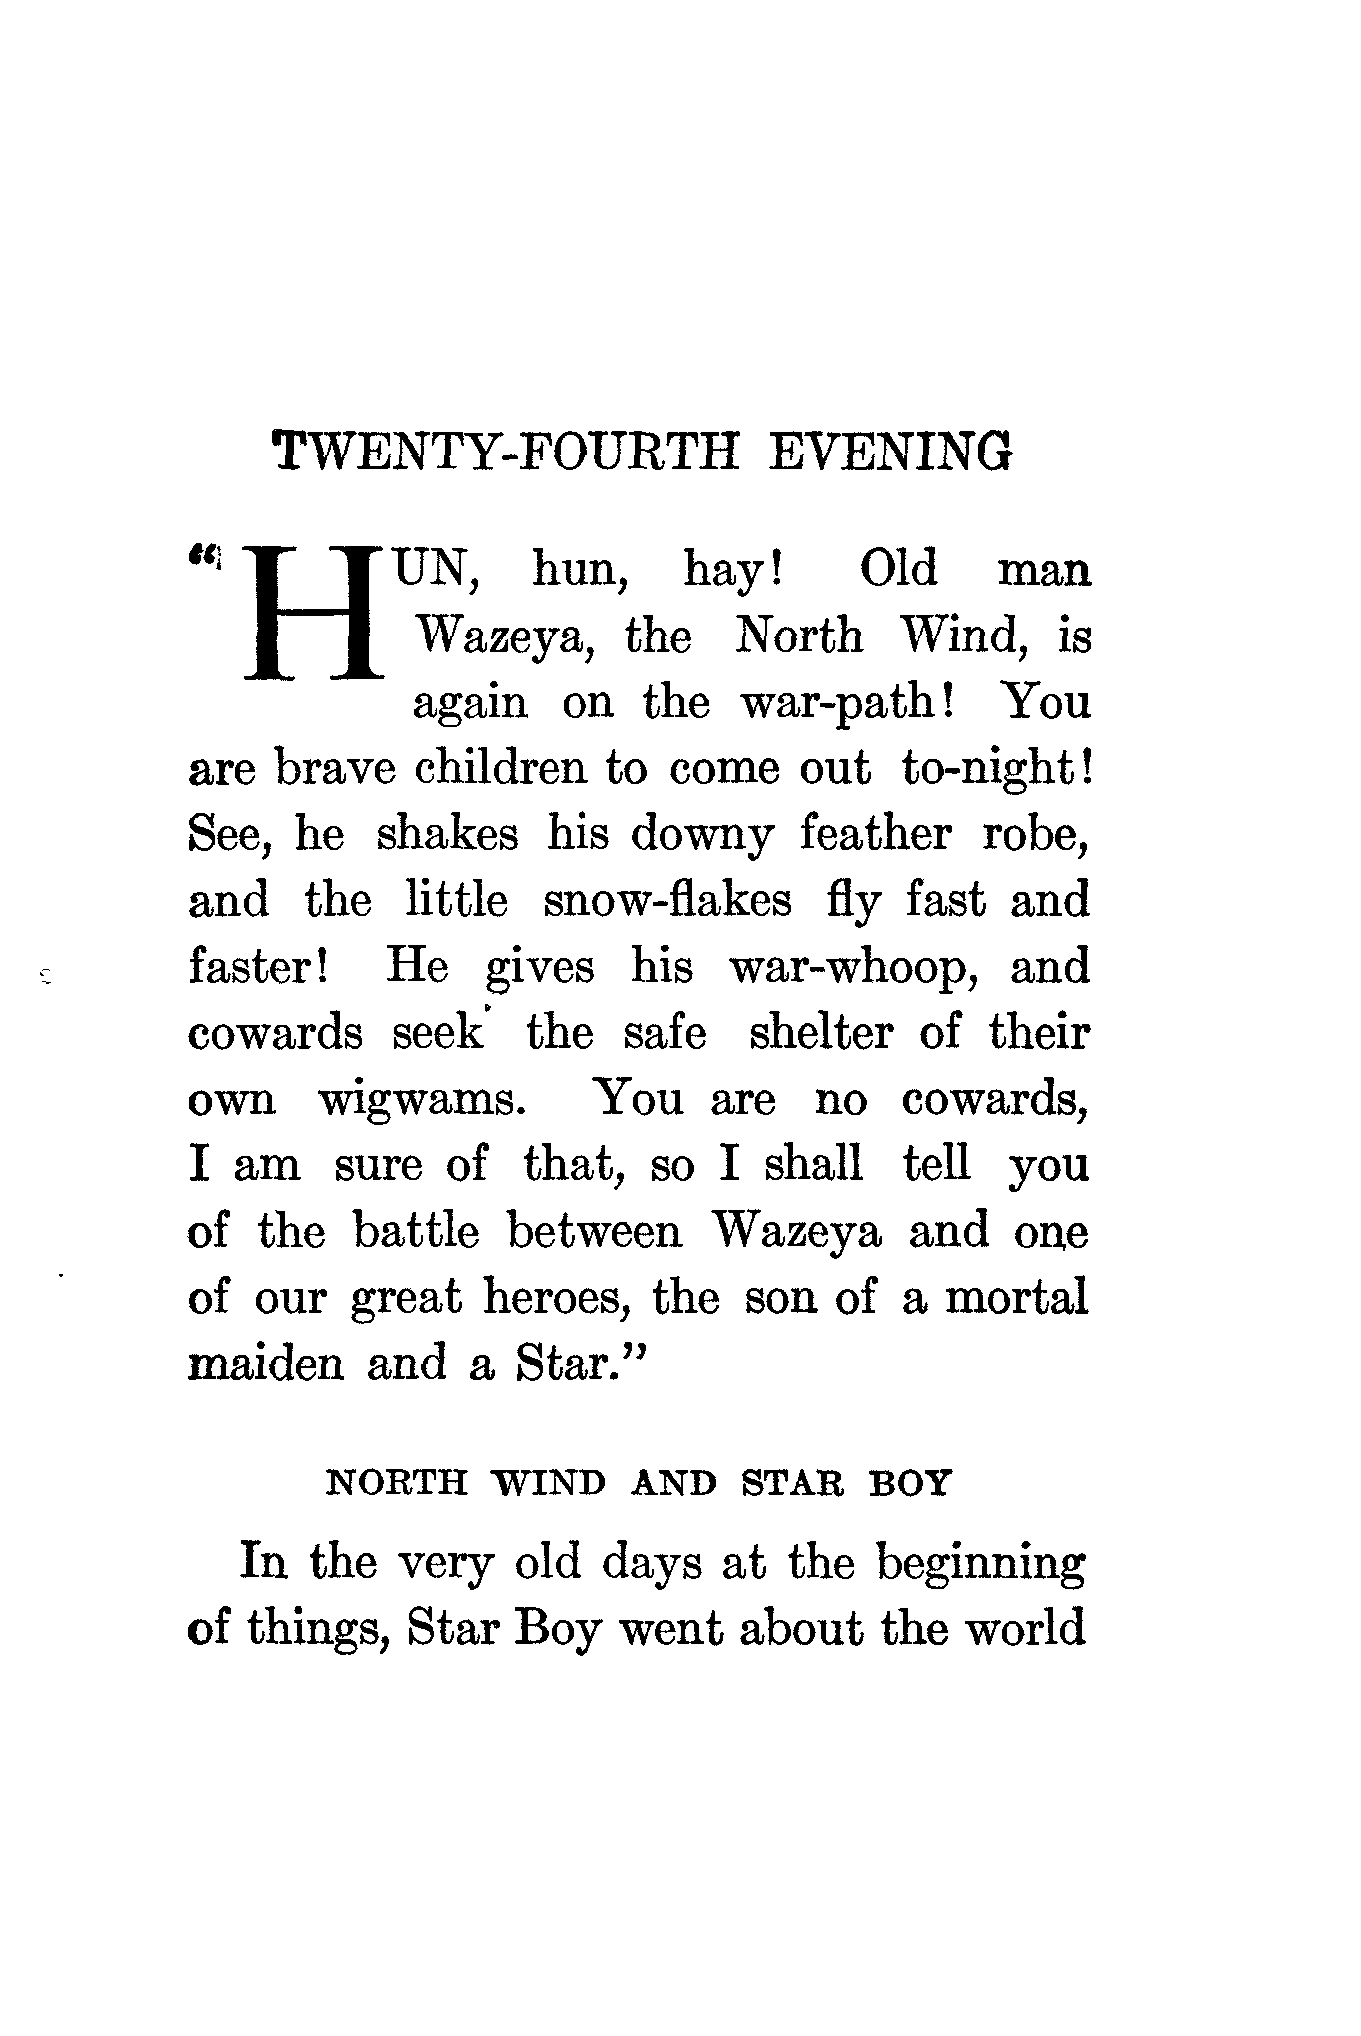 TWENTY-FOURTH EVENING
“HUN, hun, hay! Old man
Wazeya, the North Wind, is
again on the war-path! You
are brave children to come out to-night!
See, he shakes his downy feather robe,
and the little snow-flakes fly fast and
faster! He gives his war-whoop, and
cowards seek the safe shelter of their
own wigwams. You are no cowards,
I am sure of that, so I shall tell you
of the battle between Wazeya and one
of our great heroes, the son of a mortal
maiden and a Star.”
NORTH WIND AND STAR BOY
In the very old days at the beginning
of things, Star Boy went about the world